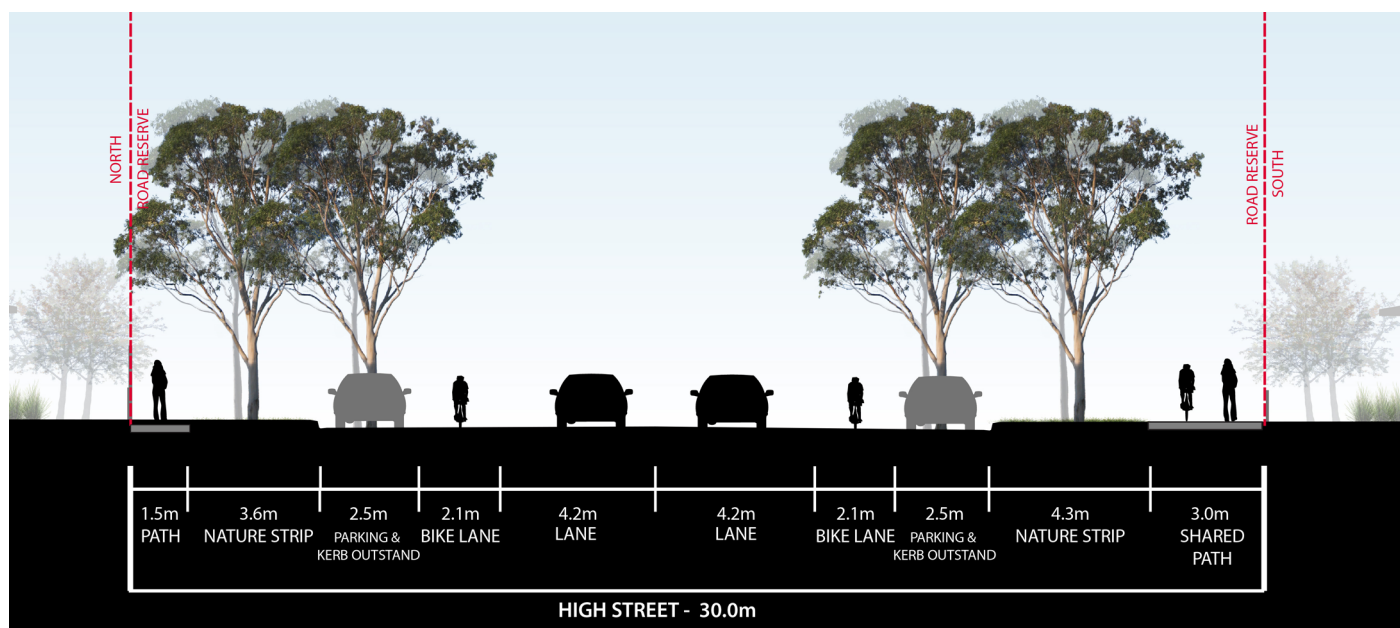 NORTH
ROAD RESERVE
ROAD RESERVE
SOUTH
1.5m
PATH
3.6m
NATURE STRIP
2.5m
PARKING &
KERB OUTSTAND
2.1m
BIKE LANE
4.2m
LANE
4.2m
LANE
2.1m
BIKE LANE
2.5m
PARKING &
KERB OUTSTAND
4.3m
NATURE STRIP
3.0m
SHARED
PATH
HIGH STREET - 30.0m